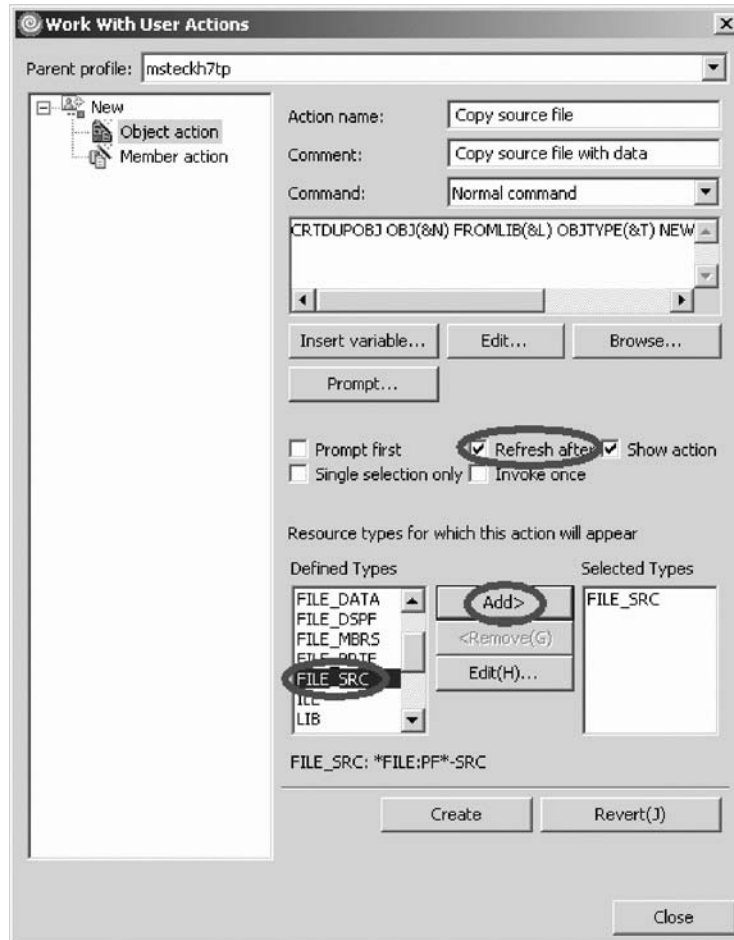 Work With User Actions
Parent profile: msteckh7tp
New
Object action
Member action
Action name: Copy source file
Comment: Copy source file with data
Command: Normal command
CRTDUPOBJ OBJ(&N) FROMLIB(&L) OBJTYPE(&T) NEW
Insert variable... Edit... Browse...
Prompt...
Prompt first Refresh after Show action
Single selection only Invoke once
Resource types for which this action will appear
Defined Types Selected Types
FILE_DATA
FILE_DSPF
FILE_MBRS
FILE_PRTF
FILE_SRC
ILE
LIB
Add>
<Remove(G)
Edit(H)...
FILE_SRC
FILE_SRC: *FILE:PF*-SRC
Create Revert(J)
Close